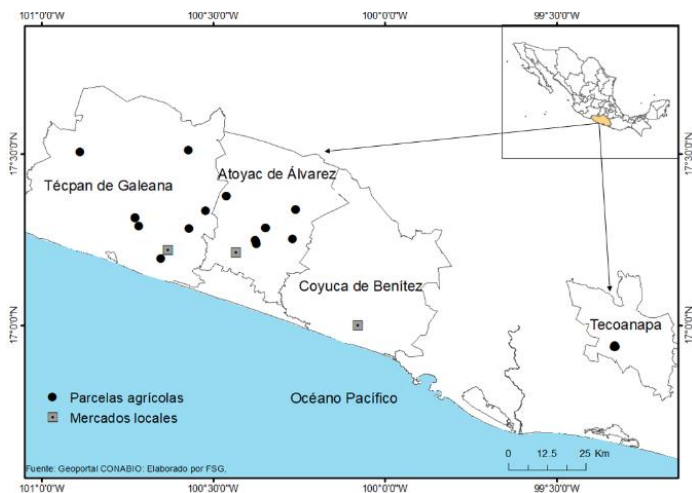 101°0'0"W 100°30'0"W 100°0'0"W 99°30'0"W
17°30'0"N 17°30'0"N
Técpan de Galeana
Atoyac de Álvarez
Coyuca de Benítez
Tecoanapa
17°0'0"N 17°0'0"N
Parcelas agrícolas
Mercados locales
Océano Pacífico
0 12.5 25 Km
Fuente: Geoportal CONABIO: Elaborado por FSG,
101°0'0"W 100°30'0"W 100°0'0"W 99°30'0"W